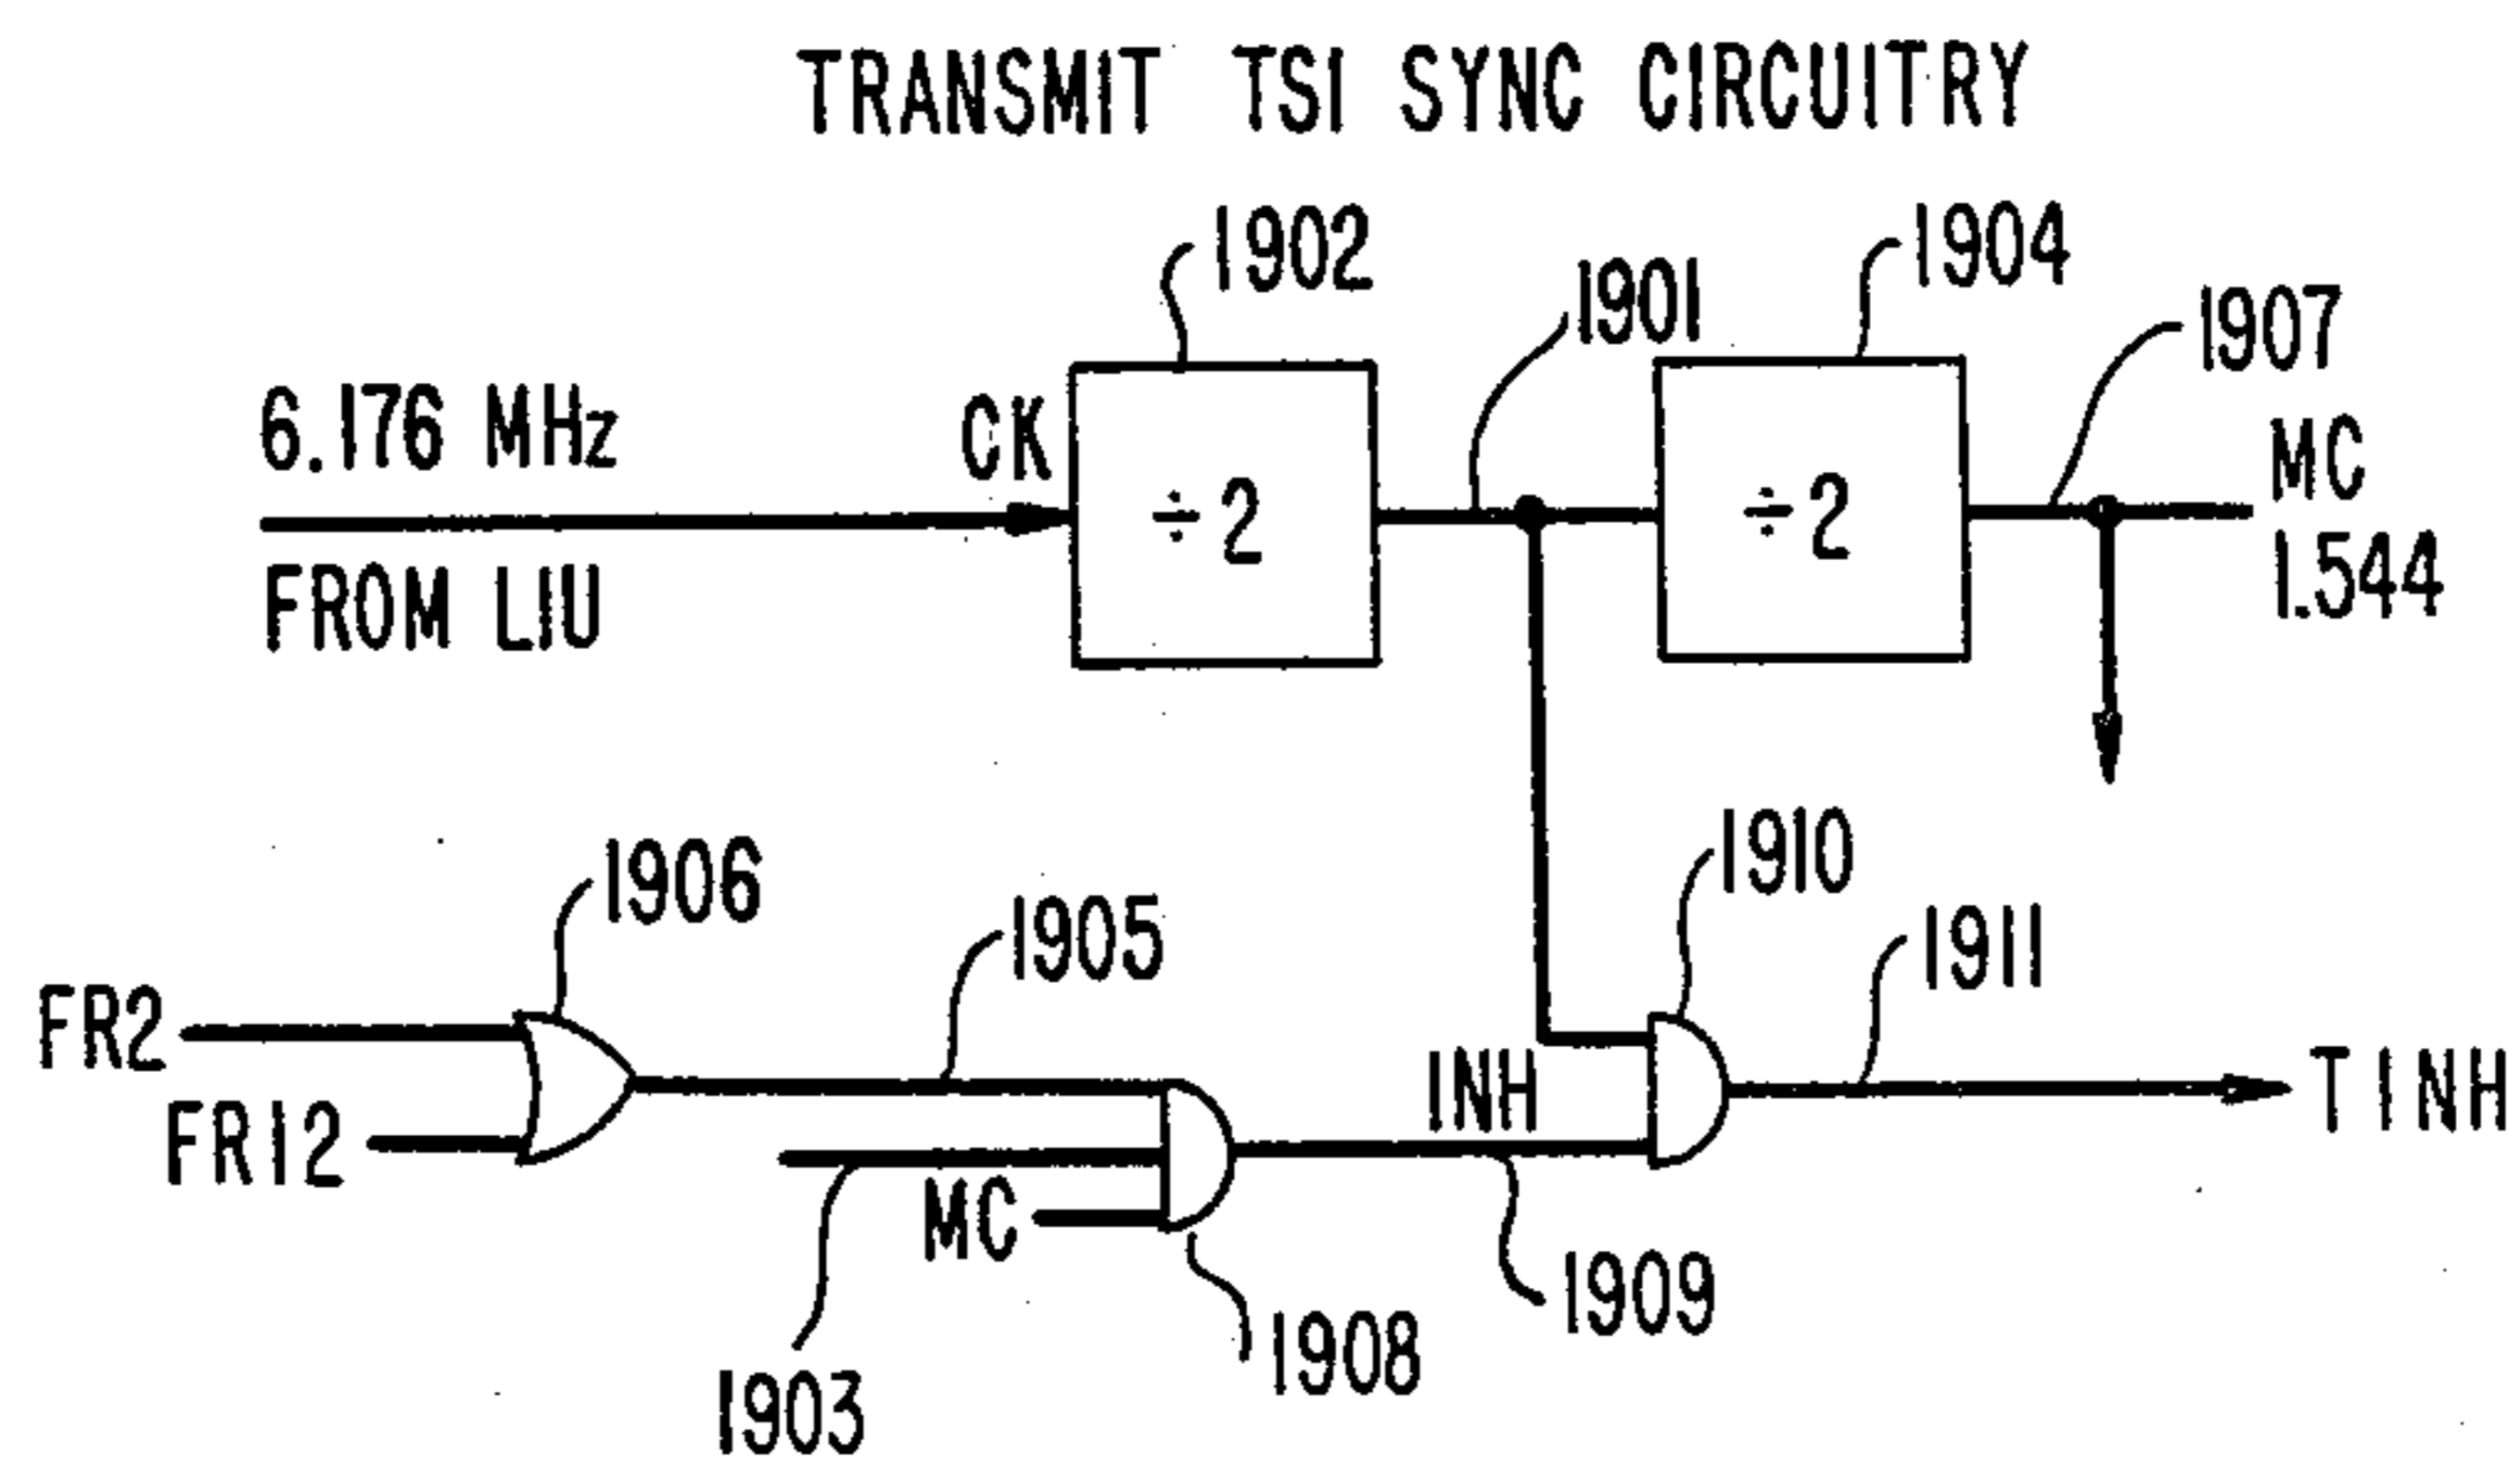 TRANSMIT TSI SYNC CIRCUITRY
1902
1904
1901
1907
6.176 MHz
CK
MC
÷2
÷2
FROM LIU
1.544
1910
1906
1905
1911
FR2
INH
TINH
FR12
MC
1909
1908
1903